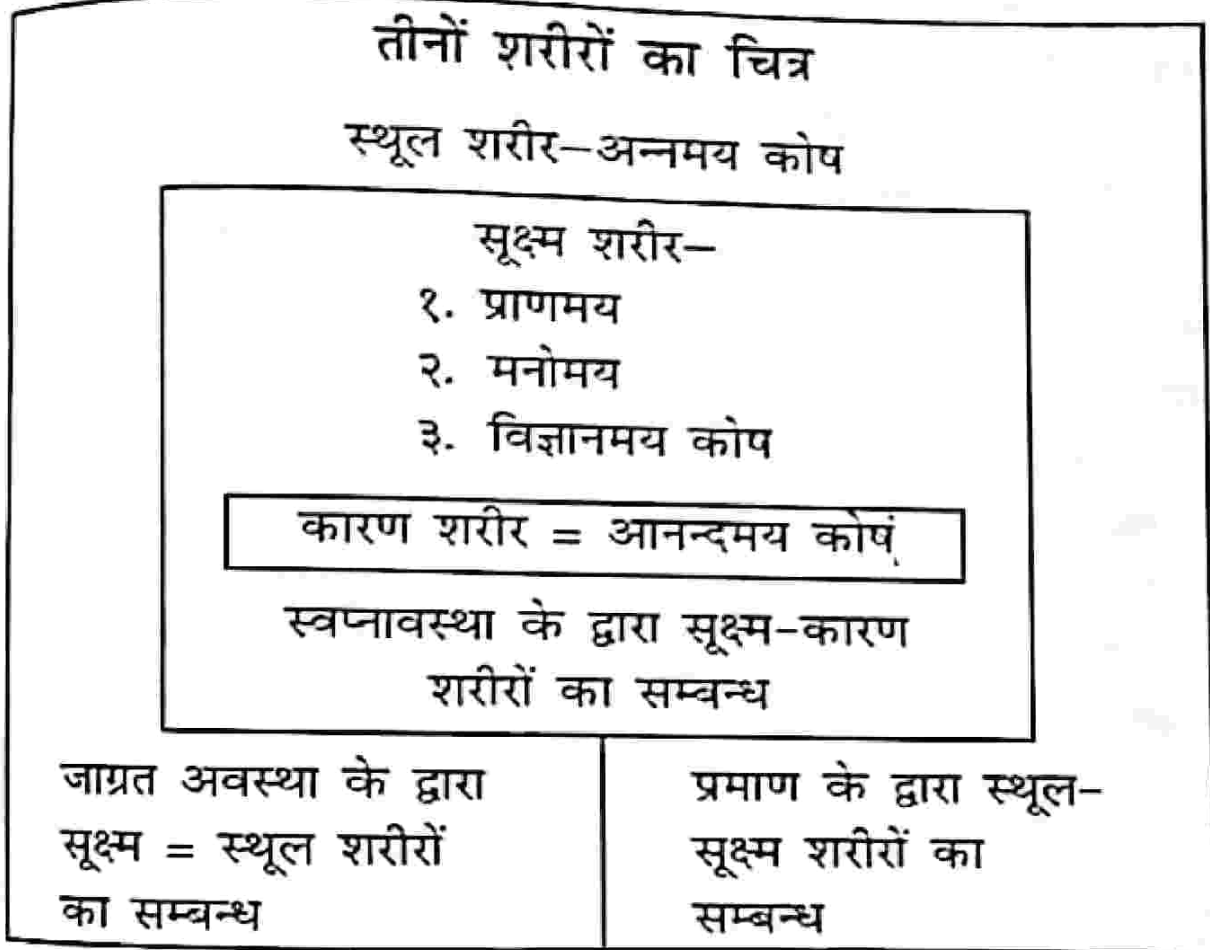 तीनों शरीरों का चित्र
स्थूल शरीर–अन्नमय कोष
सूक्ष्म शरीर–
१. प्राणमय
२. मनोमय
३. विज्ञानमय कोष
कारण शरीर = आनन्दमय कोषं
स्वप्नावस्था के द्वारा सूक्ष्म-कारण
शरीरों का सम्बन्ध
जाग्रत अवस्था के द्वारा
सूक्ष्म = स्थूल शरीरों
का सम्बन्ध
प्रमाण के द्वारा स्थूल-
सूक्ष्म शरीरों का
सम्बन्ध